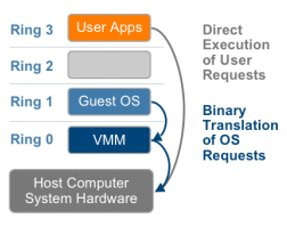 Ring 3
User Apps
Ring 2
Ring 1
Guest OS
Ring 0
VMM
Host Computer
System Hardware
Direct
Execution
of User
Requests
Binary
Translation
of OS
Requests